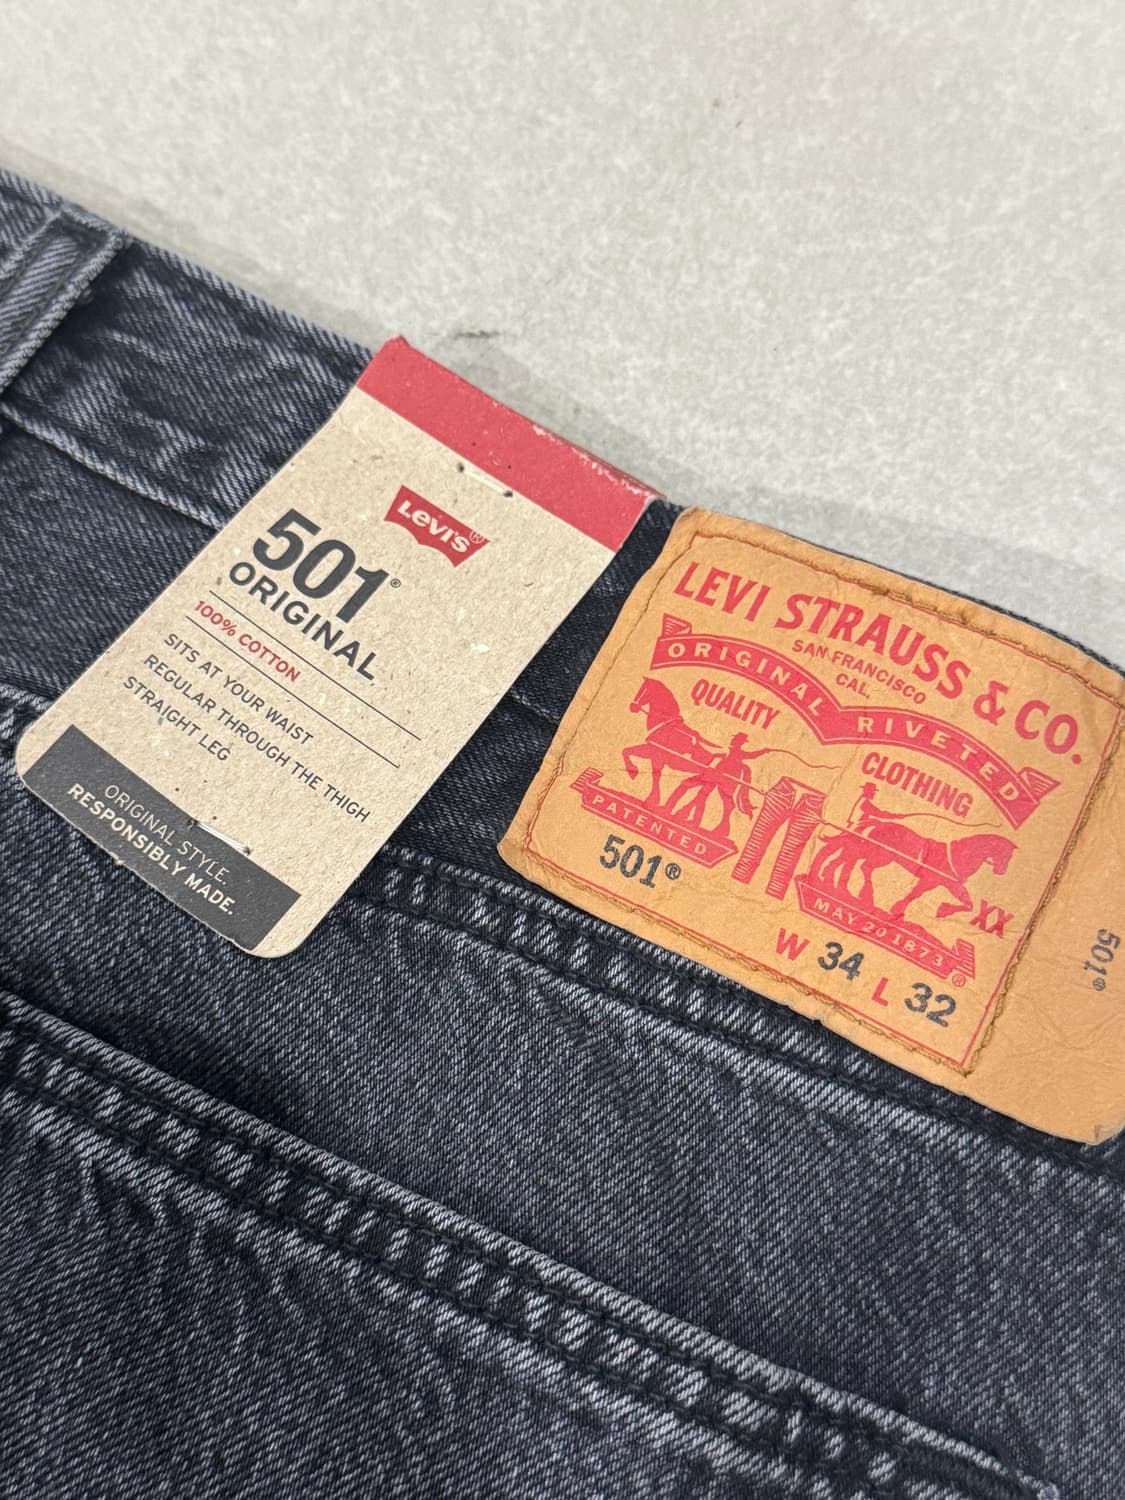 Levi's®
501®
ORIGINAL
100% COTTON
SITS AT YOUR WAIST
REGULAR THROUGH THE THIGH
STRAIGHT LEG
ORIGINAL STYLE.
RESPONSIBLY MADE.
LEVI STRAUSS & CO.
SAN FRANCISCO
CAL.
ORIGINAL RIVETED
QUALITY
CLOTHING
PATENTED
MAY 20 1873
®
501®
XX
W 34 L 32
501®